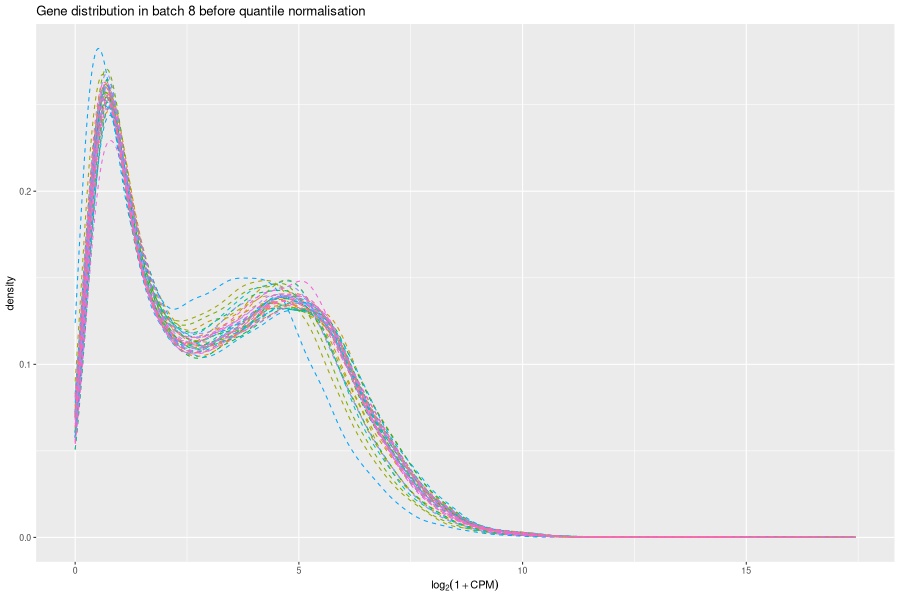 Gene distribution in batch 8 before quantile normalisation
density
0.2
0.1
0.0
0 5 10 15
log₂(1 + CPM)